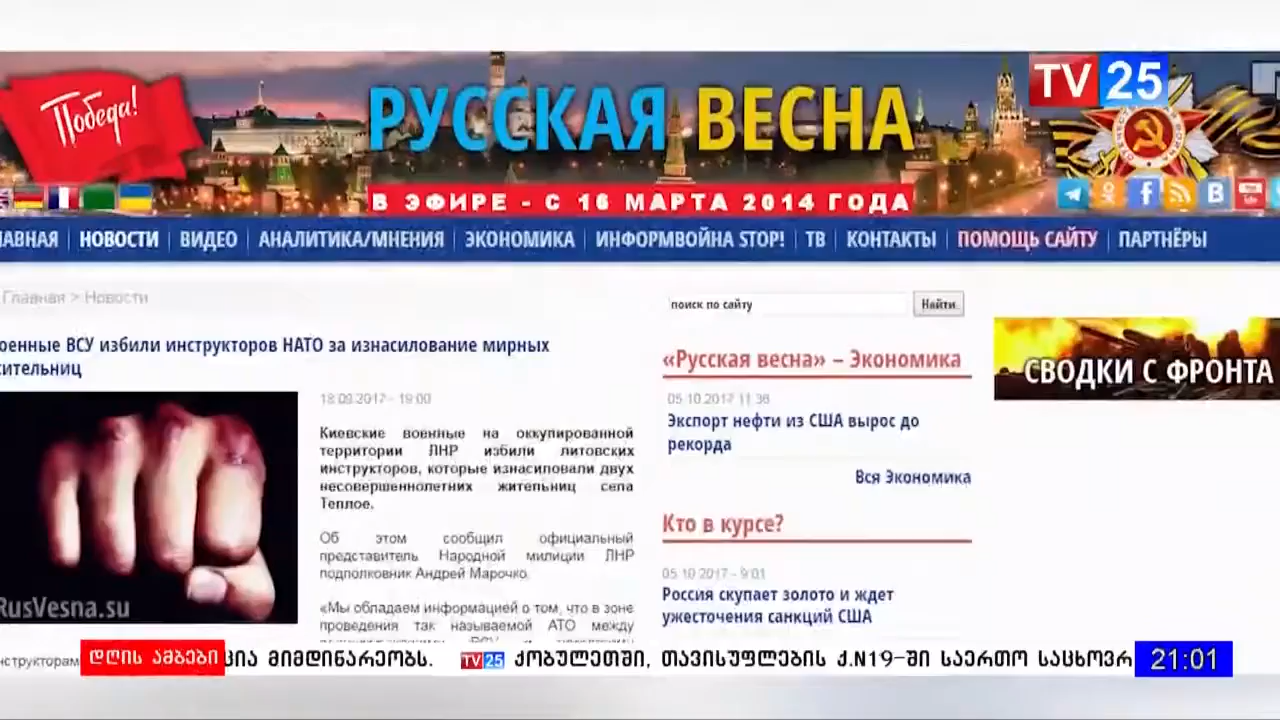 Победа!
РУССКАЯ ВЕСНА
TV 25
В ЭФИРЕ - С 16 МАРТА 2014 ГОДА
ЛАВНАЯ НОВОСТИ ВИДЕО АНАЛИТИКА/МНЕНИЯ ЭКОНОМИКА ИНФОРМВОЙНА STOP! ТВ КОНТАКТЫ ПОМОЩЬ САЙТУ ПАРТНЁРЫ
Главная > Новости
оенные ВСУ избили инструкторов НАТО за изнасилование мирных
жительниц
18.09.2017 - 19:00
Киевские военные на оккупированной
территории ЛНР избили литовских
инструкторов, которые изнасиловали двух
несовершеннолетних жительниц села
Теплое.
Об этом сообщил официальный
представитель Народной милиции ЛНР
подполковник Андрей Марочко.
«Мы обладаем информацией о том, что в зоне
проведения так называемой АТО между
RusVesna.su
поиск по сайту Найти
«Русская весна» – Экономика
05.10.2017 11:36
Экспорт нефти из США вырос до
рекорда
Вся Экономика
Кто в курсе?
05.10.2017 - 9:01
Россия скупает золото и ждет
ужесточения санкций США
СВОДКИ С ФРОНТА
нструкторам
დღის ამბები
ცია მიმდინარეობს. TV 25 ქობულეთში, თავისუფლების ქ.N19-ში საერთო საცხოვრ
21:01